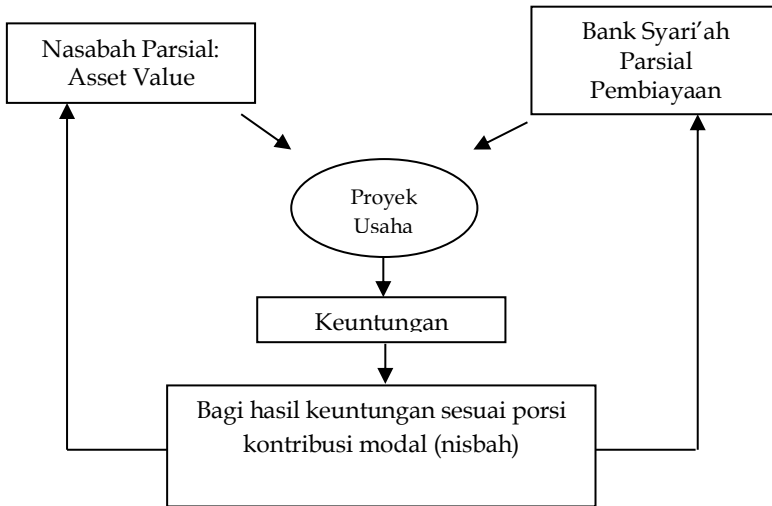 Nasabah Parsial:
Asset Value
Bank Syari’ah
Parsial
Pembiayaan
Proyek
Usaha
Keuntungan
Bagi hasil keuntungan sesuai porsi
kontribusi modal (nisbah)